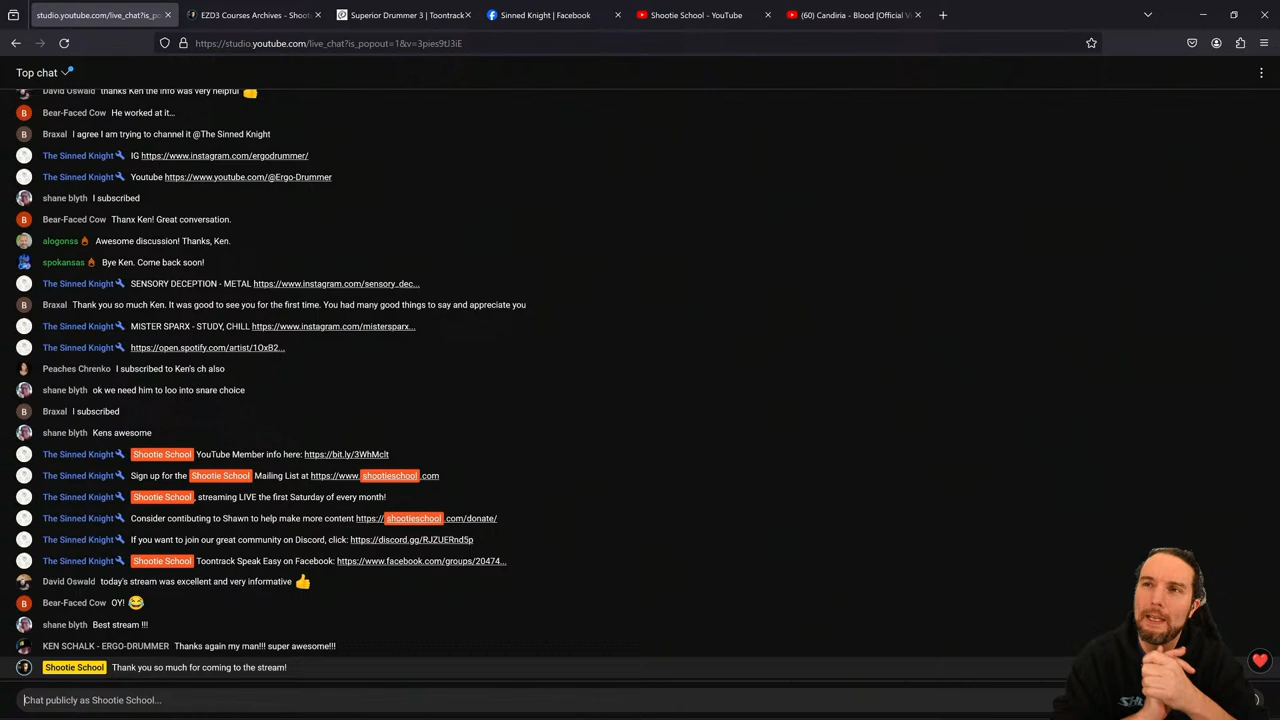 studio.youtube.com/live_chat?is_po
EZD3 Courses Archives - Shooti
Superior Drummer 3 | Toontrack
Sinned Knight | Facebook
Shootie School - YouTube
(60) Candiria - Blood [Official Vi
https://studio.youtube.com/live_chat?is_popout=1&v=3pies9tJ3iE
Top chat
David Oswald thanks Ken the info was very helpful 👍
B Bear-Faced Cow He worked at it...
B Braxal I agree I am trying to channel it @The Sinned Knight
The Sinned Knight IG https://www.instagram.com/ergodrummer/
The Sinned Knight Youtube https://www.youtube.com/@Ergo-Drummer
shane blyth I subscribed
B Bear-Faced Cow Thanx Ken! Great conversation.
alogonss Awesome discussion! Thanks, Ken.
spokansas Bye Ken. Come back soon!
The Sinned Knight SENSORY DECEPTION - METAL https://www.instagram.com/sensory_dec...
B Braxal Thank you so much Ken. It was good to see you for the first time. You had many good things to say and appreciate you
The Sinned Knight MISTER SPARX - STUDY, CHILL https://www.instagram.com/mistersparx...
The Sinned Knight https://open.spotify.com/artist/1OxB2...
Peaches Chrenko I subscribed to Ken's ch also
shane blyth ok we need him to loo into snare choice
B Braxal I subscribed
shane blyth Kens awesome
The Sinned Knight Shootie School YouTube Member info here: https://bit.ly/3WhMclt
The Sinned Knight Sign up for the Shootie School Mailing List at https://www.shootieschool.com
The Sinned Knight Shootie School, streaming LIVE the first Saturday of every month!
The Sinned Knight Consider contibuting to Shawn to help make more content https://shootieschool.com/donate/
The Sinned Knight If you want to join our great community on Discord, click: https://discord.gg/RJZUERnd5p
The Sinned Knight Shootie School Toontrack Speak Easy on Facebook: https://www.facebook.com/groups/20474...
David Oswald today's stream was excellent and very informative 👍
B Bear-Faced Cow OY! 😂
shane blyth Best stream !!!
KEN SCHALK - ERGO-DRUMMER Thanks again my man!!! super awesome!!!
Shootie School Thank you so much for coming to the stream!
Chat publicly as Shootie School...